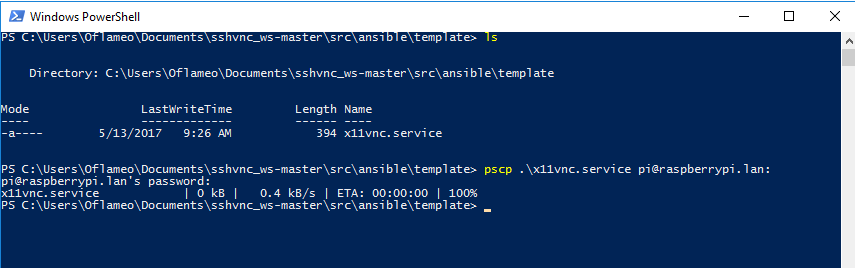 Windows PowerShell
PS C:\Users\Oflameo\Documents\sshvnc_ws-master\src\ansible\template> ls
Directory: C:\Users\Oflameo\Documents\sshvnc_ws-master\src\ansible\template
Mode                LastWriteTime         Length Name
----                -------------         ------ ----
-a----        5/13/2017   9:26 AM            394 x11vnc.service
PS C:\Users\Oflameo\Documents\sshvnc_ws-master\src\ansible\template> pscp .\x11vnc.service pi@raspberrypi.lan:
pi@raspberrypi.lan's password:
x11vnc.service            | 0 kB |   0.4 kB/s | ETA: 00:00:00 | 100%
PS C:\Users\Oflameo\Documents\sshvnc_ws-master\src\ansible\template>